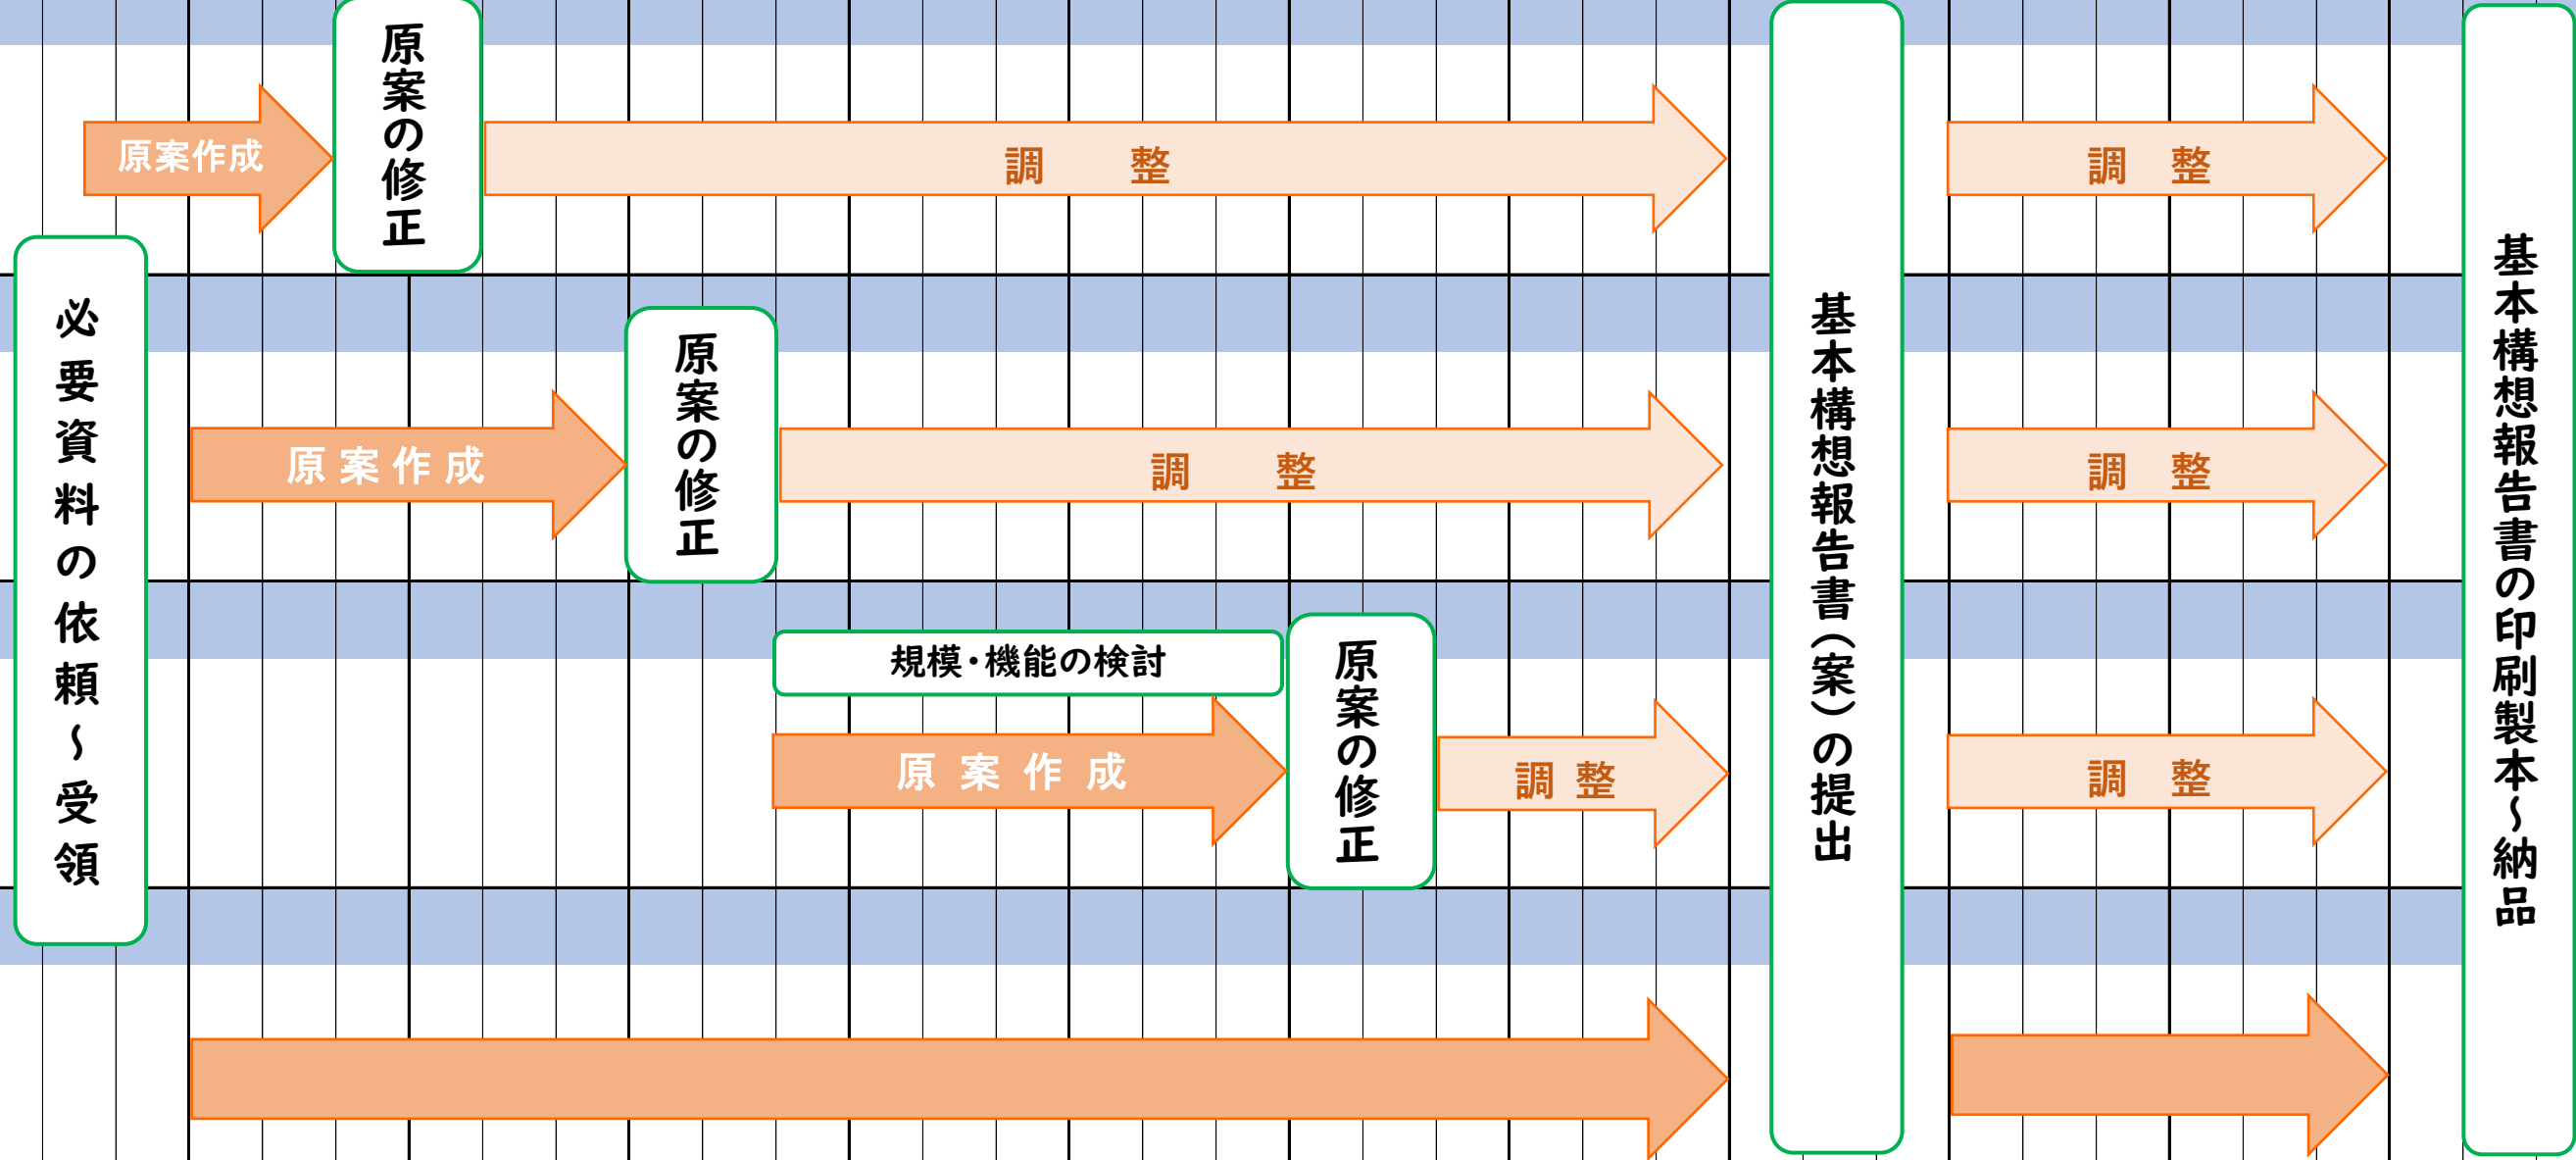 原案作成
原案の修正
調整
調整
必要資料の依頼～受領
原案作成
原案の修正
調整
調整
規模・機能の検討
原案作成
原案の修正
調整
調整
基本構想報告書（案）の提出
基本構想報告書の印刷製本～納品